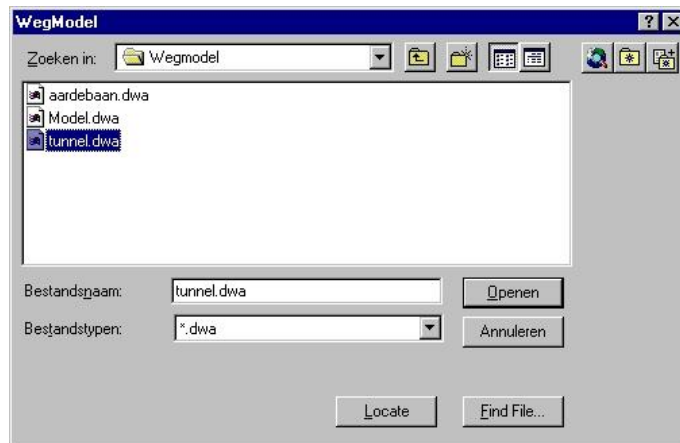 WegModel
Zoeken in: Wegmodel
aardebaan.dwa
Model.dwa
tunnel.dwa
Bestandsnaam: tunnel.dwa Openen
Bestandstypen: *.dwa Annuleren
Locate Find File...